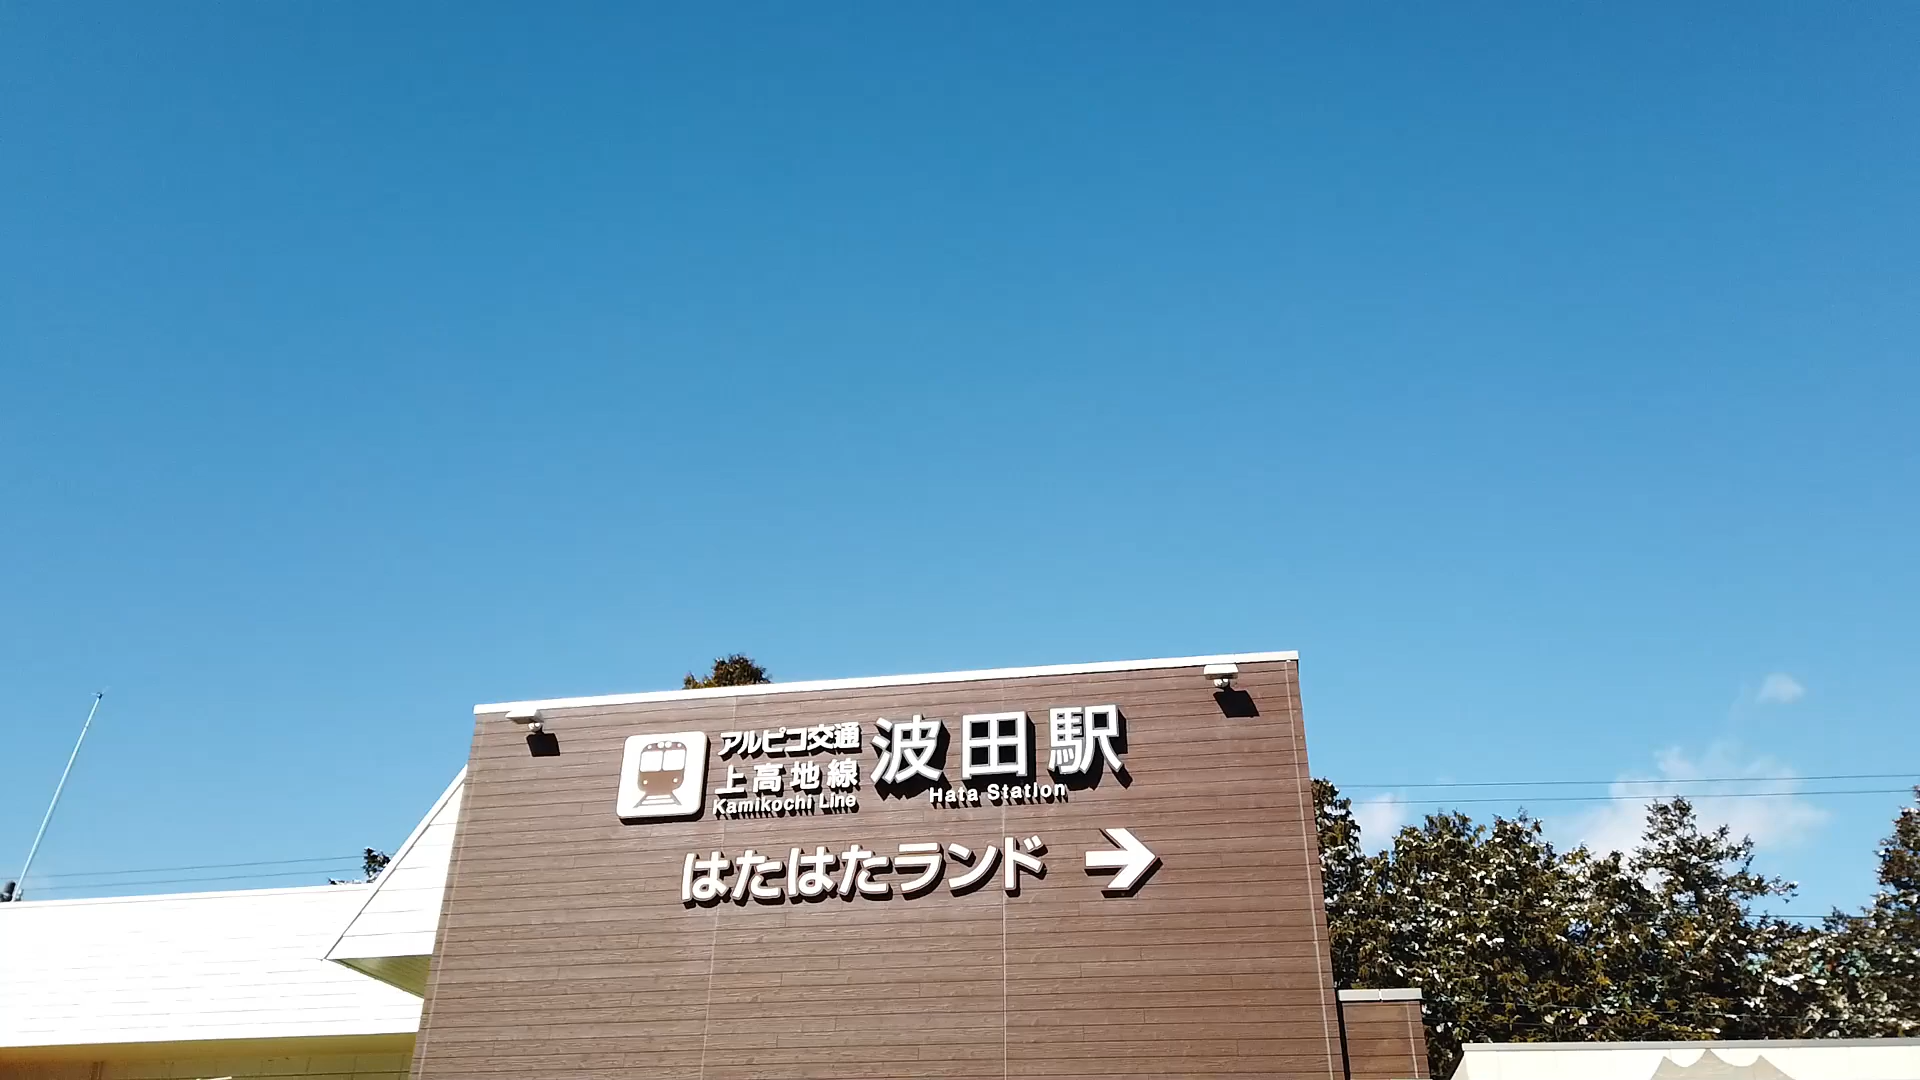 アルピコ交通
上高地線
Kamikochi Line
波田駅
Hata Station
はたはたランド →